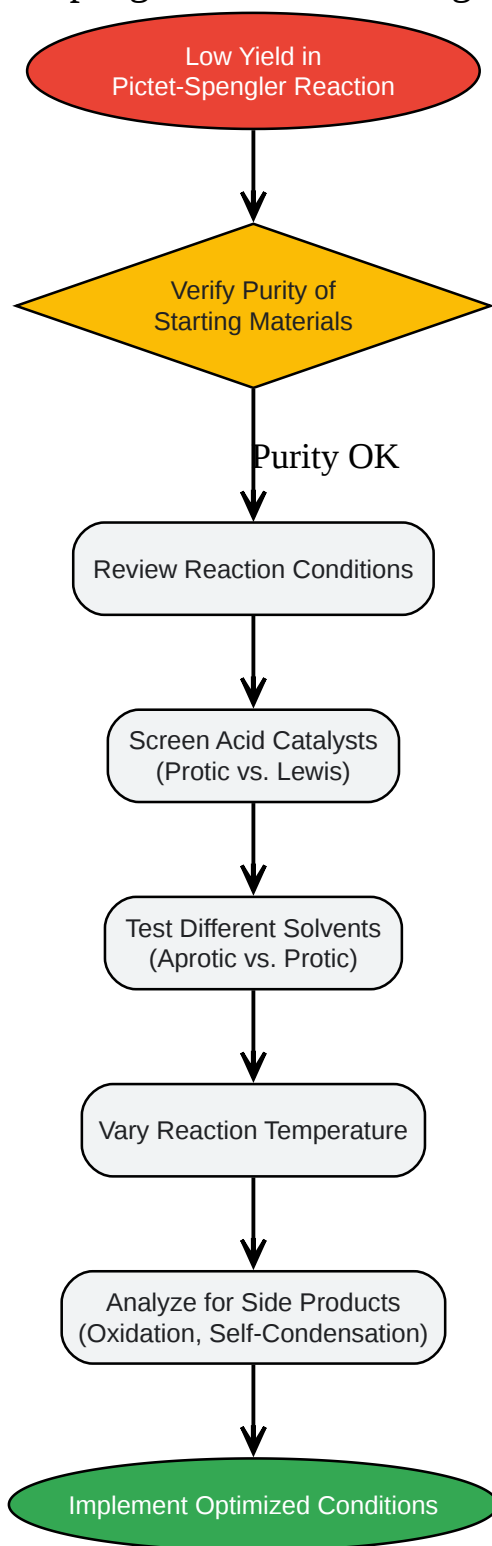 Low Yield in
Pictet-Spengler Reaction
Verify Purity of
Starting Materials
Purity OK
Review Reaction Conditions
Screen Acid Catalysts
(Protic vs. Lewis)
Test Different Solvents
(Aprotic vs. Protic)
Vary Reaction Temperature
Analyze for Side Products
(Oxidation, Self-Condensation)
Implement Optimized Conditions